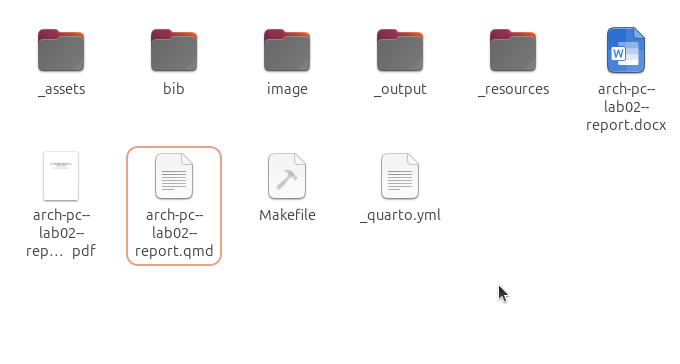 _assets
bib
image
_output
_resources
arch-pc--
lab02--
report.docx
arch-pc--
lab02--
rep... pdf
arch-pc--
lab02--
report.qmd
Makefile
_quarto.yml
W